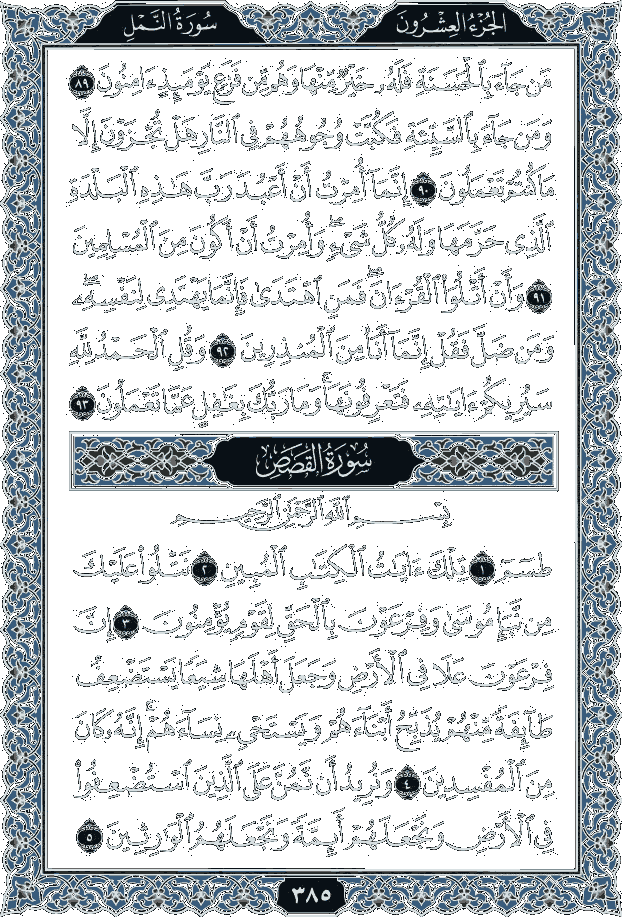 الجُزْءُ العِشْرُونَ
سُورَةُ النَّمْلِ
مَن جَآءَ بِٱلْحَسَنَةِ فَلَهُۥ خَيْرٌ مِّنْهَا وَهُم مِّن فَزَعٍ يَوْمَئِذٍ ءَامِنُونَ ٨٩
وَمَن جَآءَ بِٱلسَّيِّئَةِ فَكُبَّتْ وُجُوهُهُمْ فِى ٱلنَّارِ هَلْ تُجْزَوْنَ إِلَّا
مَا كُنتُمْ تَعْمَلُونَ ٩٠ إِنَّمَآ أُمِرْتُ أَنْ أَعْبُدَ رَبَّ هَٰذِهِ ٱلْبَلْدَةِ
ٱلَّذِى حَرَّمَهَا وَلَهُۥ كُلُّ شَىْءٍ ۖ وَأُمِرْتُ أَنْ أَكُونَ مِنَ ٱلْمُسْلِمِينَ
٩١ وَأَنْ أَتْلُوَا۟ ٱلْقُرْءَانَ ۖ فَمَنِ ٱهْتَدَىٰ فَإِنَّمَا يَهْتَدِى لِنَفْسِهِۦ ۖ
وَمَن ضَلَّ فَقُلْ إِنَّمَآ أَنَا۠ مِنَ ٱلْمُنذِرِينَ ٩٢ وَقُلِ ٱلْحَمْدُ لِلَّهِ
سَيُرِيكُمْ ءَايَٰتِهِۦ فَتَعْرِفُونَهَا ۚ وَمَا رَبُّكَ بِغَٰفِلٍ عَمَّا تَعْمَلُونَ ٩٣
سُورَةُ القَصَصِ
بِسْمِ ٱللَّهِ ٱلرَّحْمَٰنِ ٱلرَّحِيمِ
طسٓمٓ ١ تِلْكَ ءَايَٰتُ ٱلْكِتَٰبِ ٱلْمُبِينِ ٢ نَتْلُوا۟ عَلَيْكَ
مِن نَّبَإِ مُوسَىٰ وَفِرْعَوْنَ بِٱلْحَقِّ لِقَوْمٍ يُؤْمِنُونَ ٣ إِنَّ
فِرْعَوْنَ عَلَا فِى ٱلْأَرْضِ وَجَعَلَ أَهْلَهَا شِيَعًا يَسْتَضْعِفُ
طَآئِفَةً مِّنْهُمْ يُذَبِّحُ أَبْنَآءَهُمْ وَيَسْتَحْىِۦ نِسَآءَهُمْ ۚ إِنَّهُۥ كَانَ
مِنَ ٱلْمُفْسِدِينَ ٤ وَنُرِيدُ أَن نَّمُنَّ عَلَى ٱلَّذِينَ ٱسْتُضْعِفُوا۟
فِى ٱلْأَرْضِ وَنَجْعَلَهُمْ أَئِمَّةً وَنَجْعَلَهُمُ ٱلْوَٰرِثِينَ ٥
٣٨٥